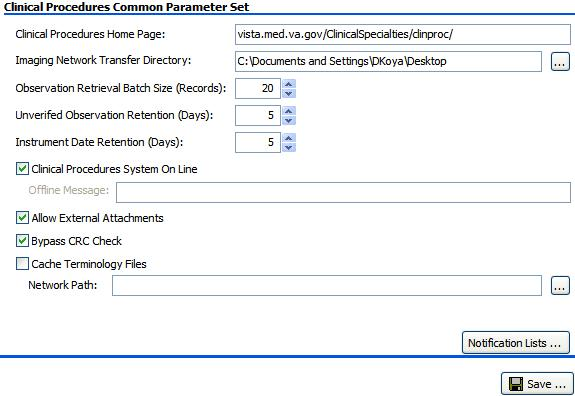 Clinical Procedures Common Parameter Set
Clinical Procedures Home Page: vista.med.va.gov/ClinicalSpecialties/clinproc/
Imaging Network Transfer Directory: C:\Documents and Settings\DKoya\Desktop ...
Observation Retrieval Batch Size (Records): 20
Unverifed Observation Retention (Days): 5
Instrument Date Retention (Days): 5
Clinical Procedures System On Line
Offline Message:
Allow External Attachments
Bypass CRC Check
Cache Terminology Files
Network Path: ...
Notification Lists ...
Save ...